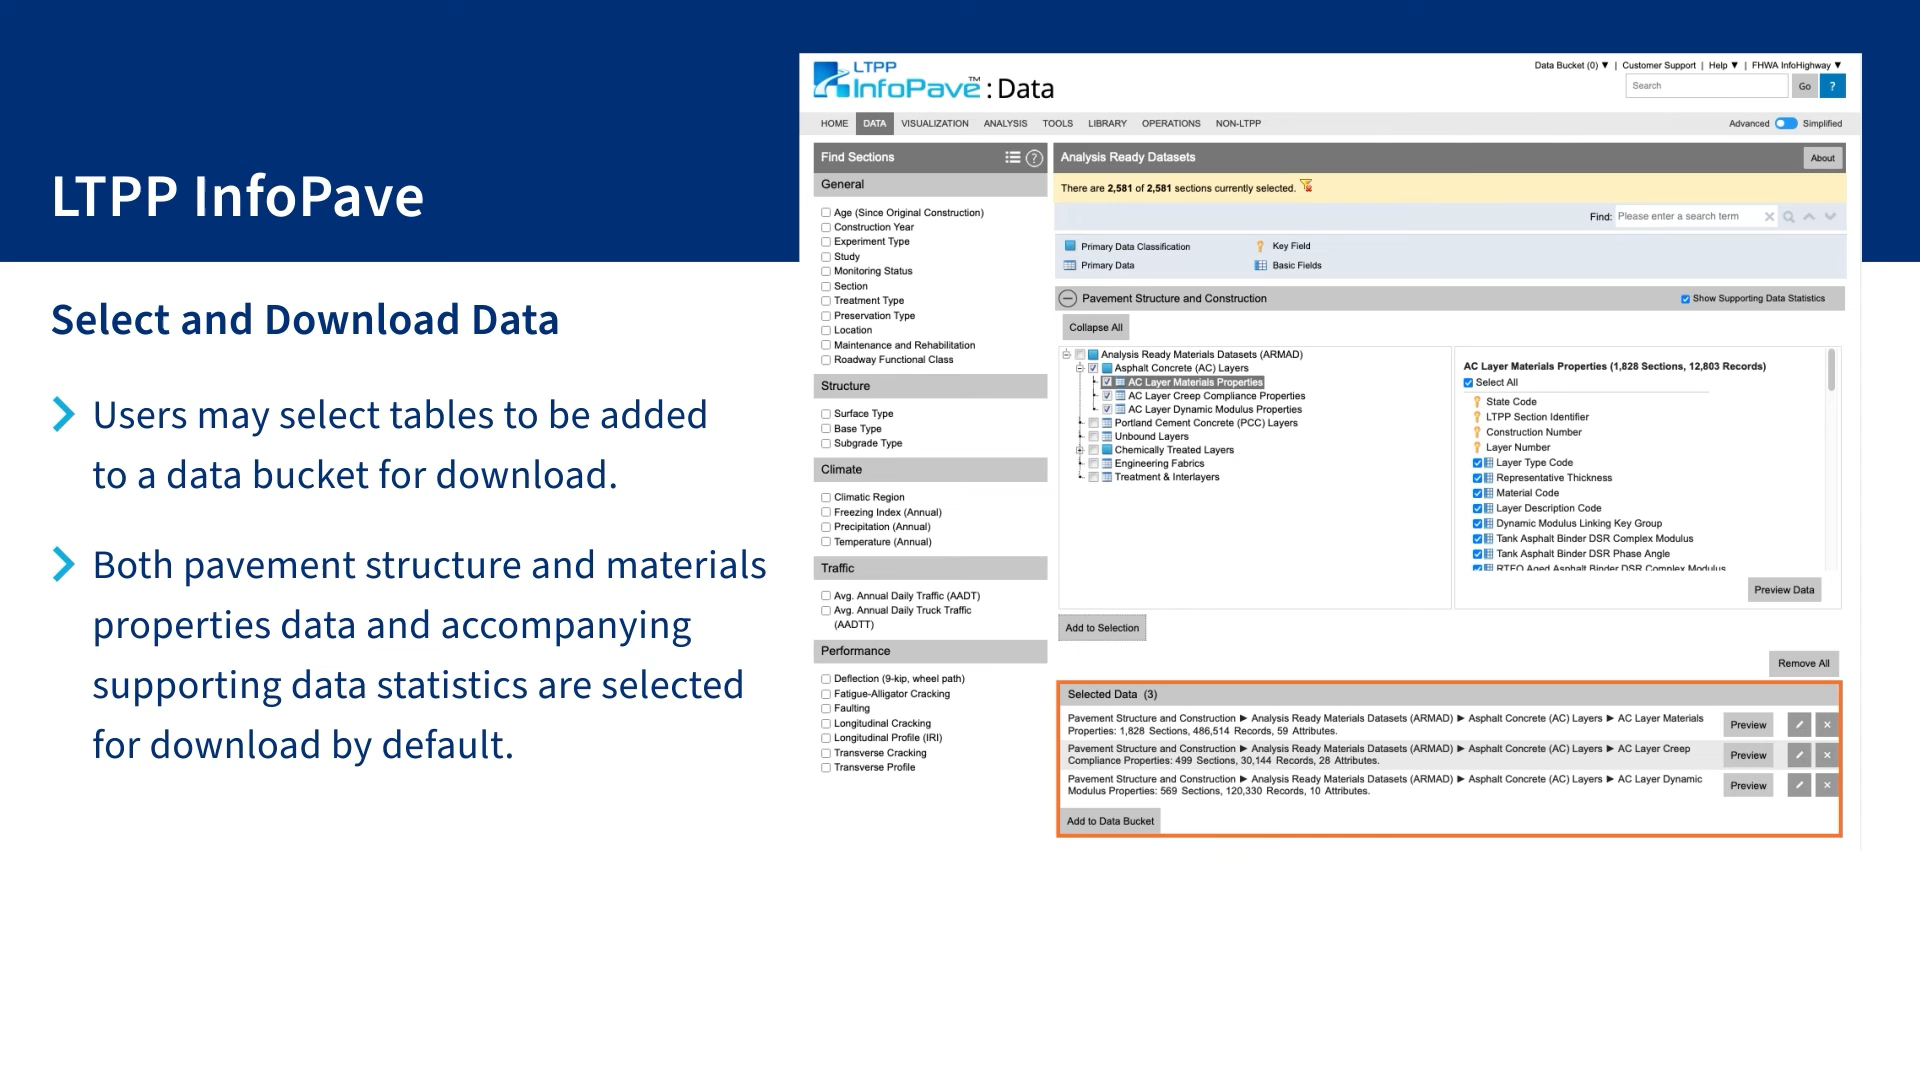 LTPP InfoPave
Select and Download Data
Users may select tables to be added
to a data bucket for download.
Both pavement structure and materials
properties data and accompanying
supporting data statistics are selected
for download by default.
LTPP
InfoPave™ : Data
Data Bucket (0) ▼ | Customer Support | Help ▼ | FHWA InfoHighway ▼
Search Go ?
HOME DATA VISUALIZATION ANALYSIS TOOLS LIBRARY OPERATIONS NON-LTPP
Advanced Simplified
Find Sections ?
General
Age (Since Original Construction)
Construction Year
Experiment Type
Study
Monitoring Status
Section
Treatment Type
Preservation Type
Location
Maintenance and Rehabilitation
Roadway Functional Class
Structure
Surface Type
Base Type
Subgrade Type
Climate
Climatic Region
Freezing Index (Annual)
Precipitation (Annual)
Temperature (Annual)
Traffic
Avg. Annual Daily Traffic (AADT)
Avg. Annual Daily Truck Traffic
(AADTT)
Performance
Deflection (9-kip, wheel path)
Fatigue-Alligator Cracking
Faulting
Longitudinal Cracking
Longitudinal Profile (IRI)
Transverse Cracking
Transverse Profile
Analysis Ready Datasets About
There are 2,581 of 2,581 sections currently selected.
Find: Please enter a search term
Primary Data Classification Key Field
Primary Data Basic Fields
Pavement Structure and Construction Show Supporting Data Statistics
Collapse All
Analysis Ready Materials Datasets (ARMAD)
Asphalt Concrete (AC) Layers
AC Layer Materials Properties
AC Layer Creep Compliance Properties
AC Layer Dynamic Modulus Properties
Portland Cement Concrete (PCC) Layers
Unbound Layers
Chemically Treated Layers
Engineering Fabrics
Treatment & Interlayers
AC Layer Materials Properties (1,828 Sections, 12,803 Records)
Select All
State Code
LTPP Section Identifier
Construction Number
Layer Number
Layer Type Code
Representative Thickness
Material Code
Layer Description Code
Dynamic Modulus Linking Key Group
Tank Asphalt Binder DSR Complex Modulus
Tank Asphalt Binder DSR Phase Angle
RTFO Aged Asphalt Binder DSR Complex Modulus
Preview Data
Add to Selection
Remove All
Selected Data (3)
Pavement Structure and Construction ► Analysis Ready Materials Datasets (ARMAD) ► Asphalt Concrete (AC) Layers ► AC Layer Materials
Properties: 1,828 Sections, 486,514 Records, 59 Attributes.
Preview
Pavement Structure and Construction ► Analysis Ready Materials Datasets (ARMAD) ► Asphalt Concrete (AC) Layers ► AC Layer Creep
Compliance Properties: 499 Sections, 30,144 Records, 28 Attributes.
Preview
Pavement Structure and Construction ► Analysis Ready Materials Datasets (ARMAD) ► Asphalt Concrete (AC) Layers ► AC Layer Dynamic
Modulus Properties: 569 Sections, 120,330 Records, 10 Attributes.
Preview
Add to Data Bucket